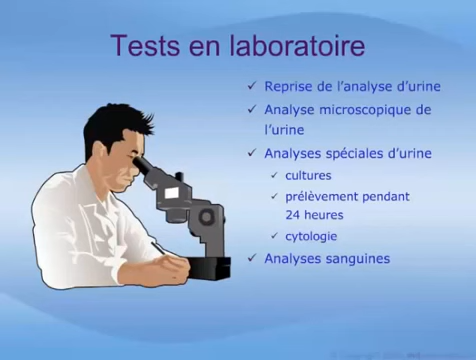 Tests en laboratoire
Reprise de l'analyse d'urine
Analyse microscopique de
l'urine
Analyses spéciales d'urine
cultures
prélèvement pendant
24 heures
cytologie
Analyses sanguines